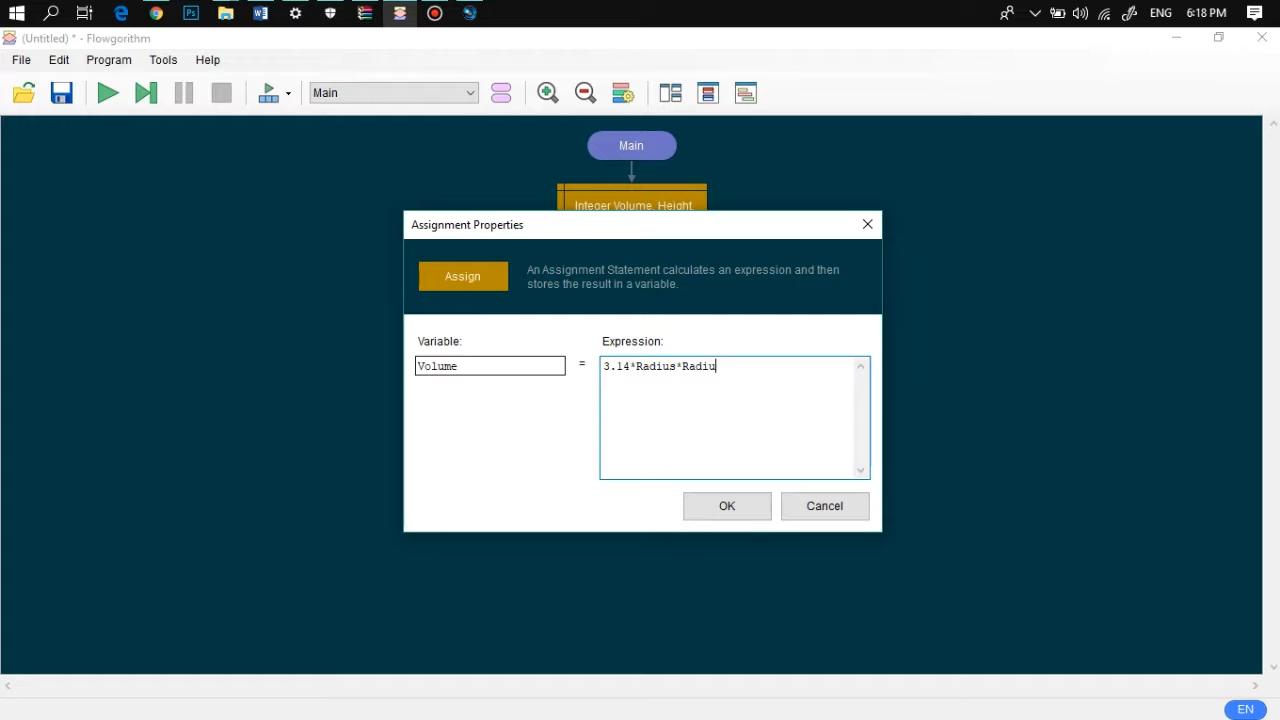 ENG 6:18 PM
(Untitled) * - Flowgorithm
File Edit Program Tools Help
Main
Main
Integer Volume, Height,
Assignment Properties
Assign
An Assignment Statement calculates an expression and then
stores the result in a variable.
Variable: Expression:
Volume = 3.14*Radius*Radiu
OK Cancel
EN